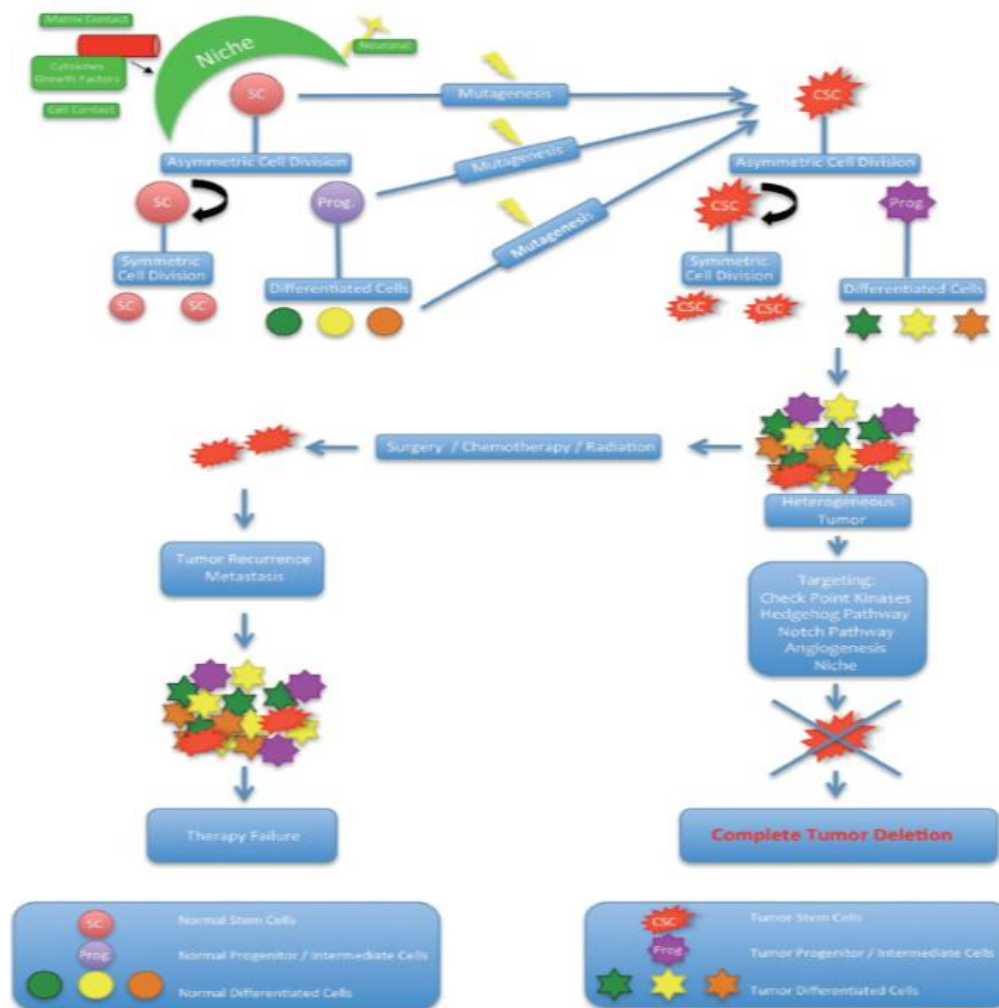 Matrix Contact
Niche
Neuronal
Cytokines
Growth Factors
Cell Contact
SC
Mutagenesis
CSC
Asymmetric Cell Division
Mutagenesis
Asymmetric Cell Division
SC
Prog.
CSC
Prog.
Mutagenesis
Symmetric
Cell Division
Symmetric
Cell Division
Differentiated Cells
Differentiated Cells
SC
SC
CSC
CSC
Surgery / Chemotherapy / Radiation
Heterogeneous
Tumor
Tumor Recurrence
Metastasis
Targeting:
Check Point Kinases
Hedgehog Pathway
Notch Pathway
Angiogenesis
Niche
Therapy Failure
Complete Tumor Deletion
SC
Normal Stem Cells
Prog
Normal Progenitor / Intermediate Cells
Normal Differentiated Cells
CSC
Tumor Stem Cells
Prog
Tumor Progenitor / Intermediate Cells
Tumor Differentiated Cells